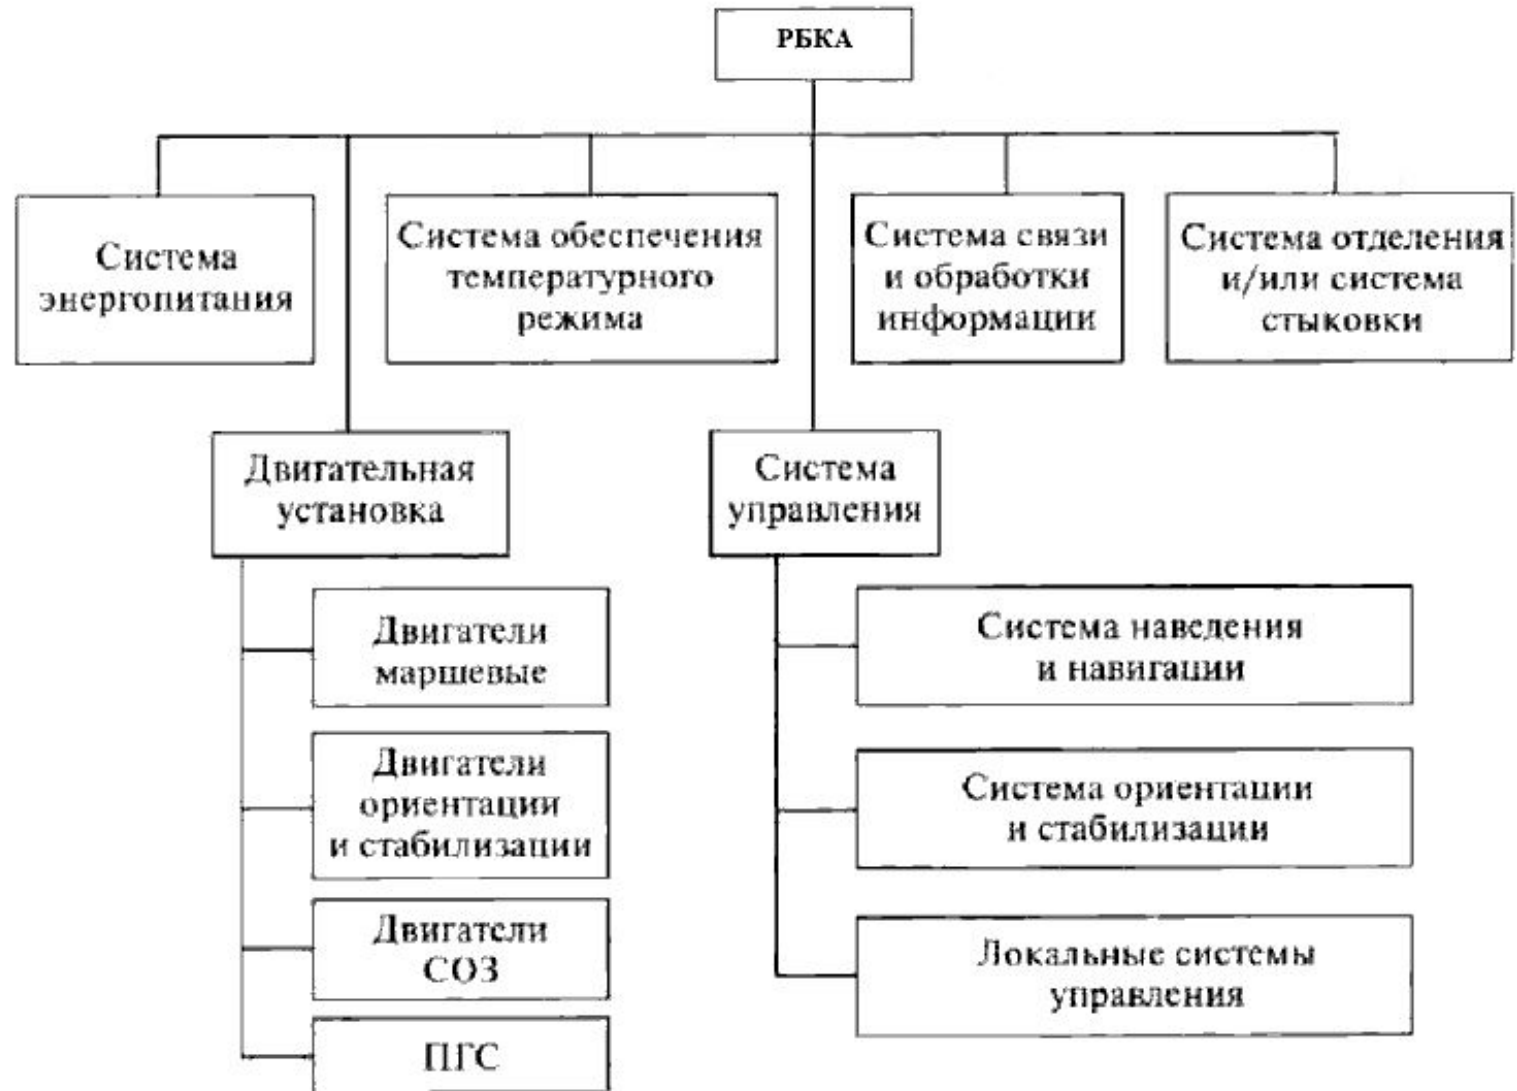 РБКА
Система
энергопитания
Система обеспечения
температурного
режима
Система связи
и обработки
информации
Система отделения
и/или система
стыковки
Двигательная
установка
Система
управления
Двигатели
маршевые
Двигатели
ориентации
и стабилизации
Двигатели
СОЗ
ПГС
Система наведения
и навигации
Система ориентации
и стабилизации
Локальные системы
управления